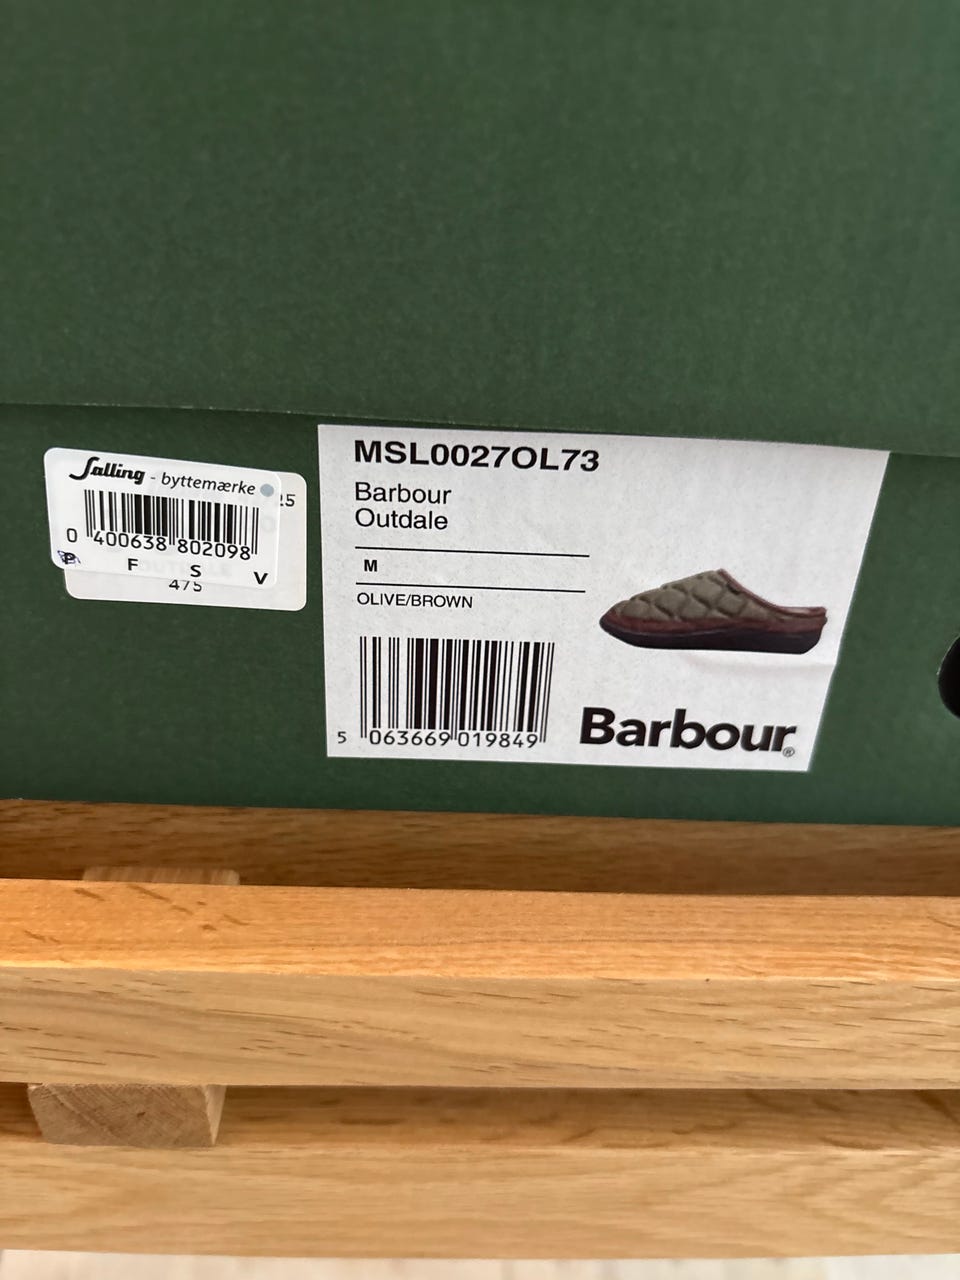 Salling - byttemærke
0 400638 802098
P F S V
475
MSL0027OL73
Barbour
Outdale
M
OLIVE/BROWN
5 063669 019849
Barbour®